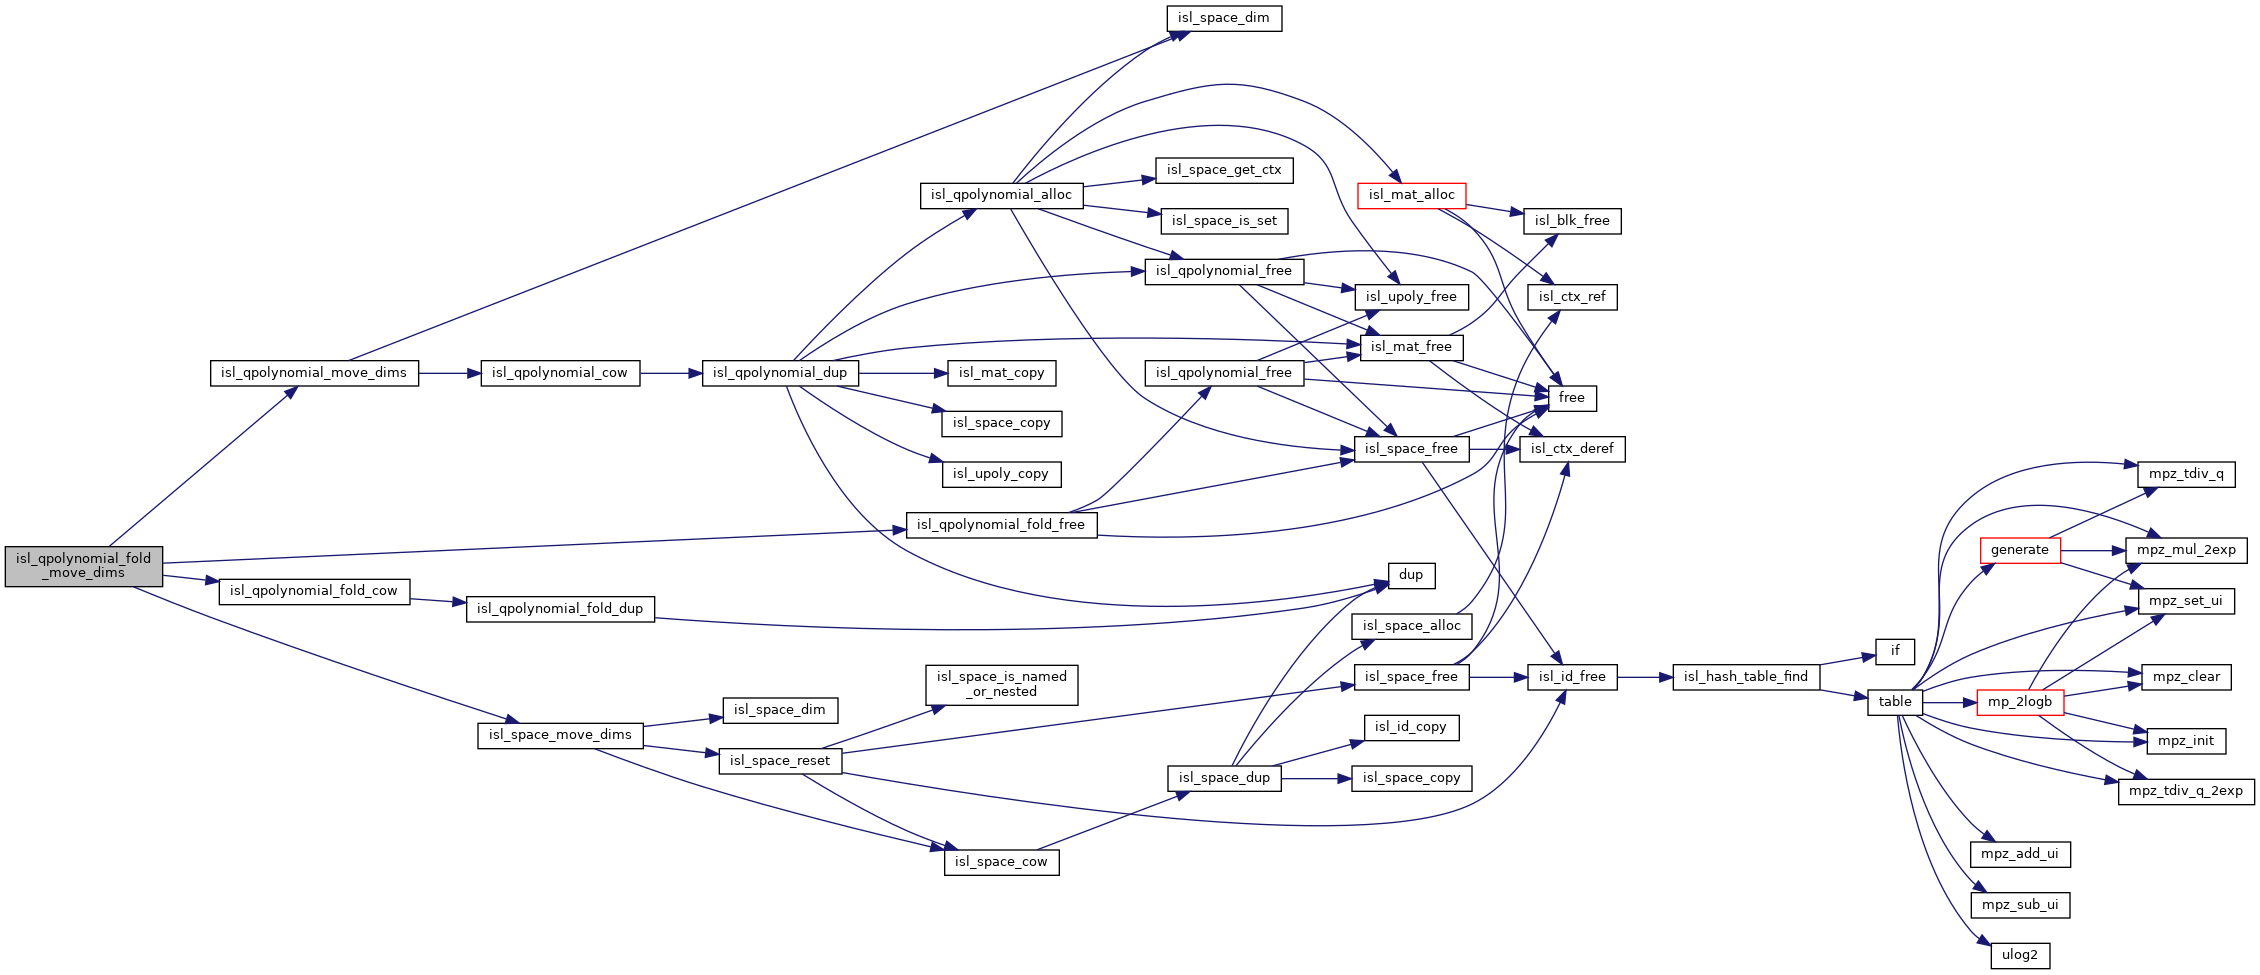 isl_space_dim
isl_qpolynomial_alloc
isl_space_get_ctx
isl_mat_alloc
isl_space_is_set
isl_blk_free
isl_qpolynomial_free
isl_upoly_free
isl_ctx_ref
isl_mat_free
isl_qpolynomial_move_dims
isl_qpolynomial_cow
isl_qpolynomial_dup
isl_mat_copy
isl_qpolynomial_free
free
isl_space_copy
isl_space_free
isl_ctx_deref
isl_upoly_copy
mpz_tdiv_q
isl_qpolynomial_fold_free
isl_qpolynomial_fold
_move_dims
generate
mpz_mul_2exp
dup
isl_qpolynomial_fold_cow
isl_qpolynomial_fold_dup
mpz_set_ui
isl_space_alloc
if
isl_space_is_named
_or_nested
isl_space_free
isl_id_free
isl_hash_table_find
mpz_clear
table
mp_2logb
isl_space_dim
isl_id_copy
isl_space_move_dims
mpz_init
isl_space_reset
isl_space_dup
isl_space_copy
mpz_tdiv_q_2exp
isl_space_cow
mpz_add_ui
mpz_sub_ui
ulog2